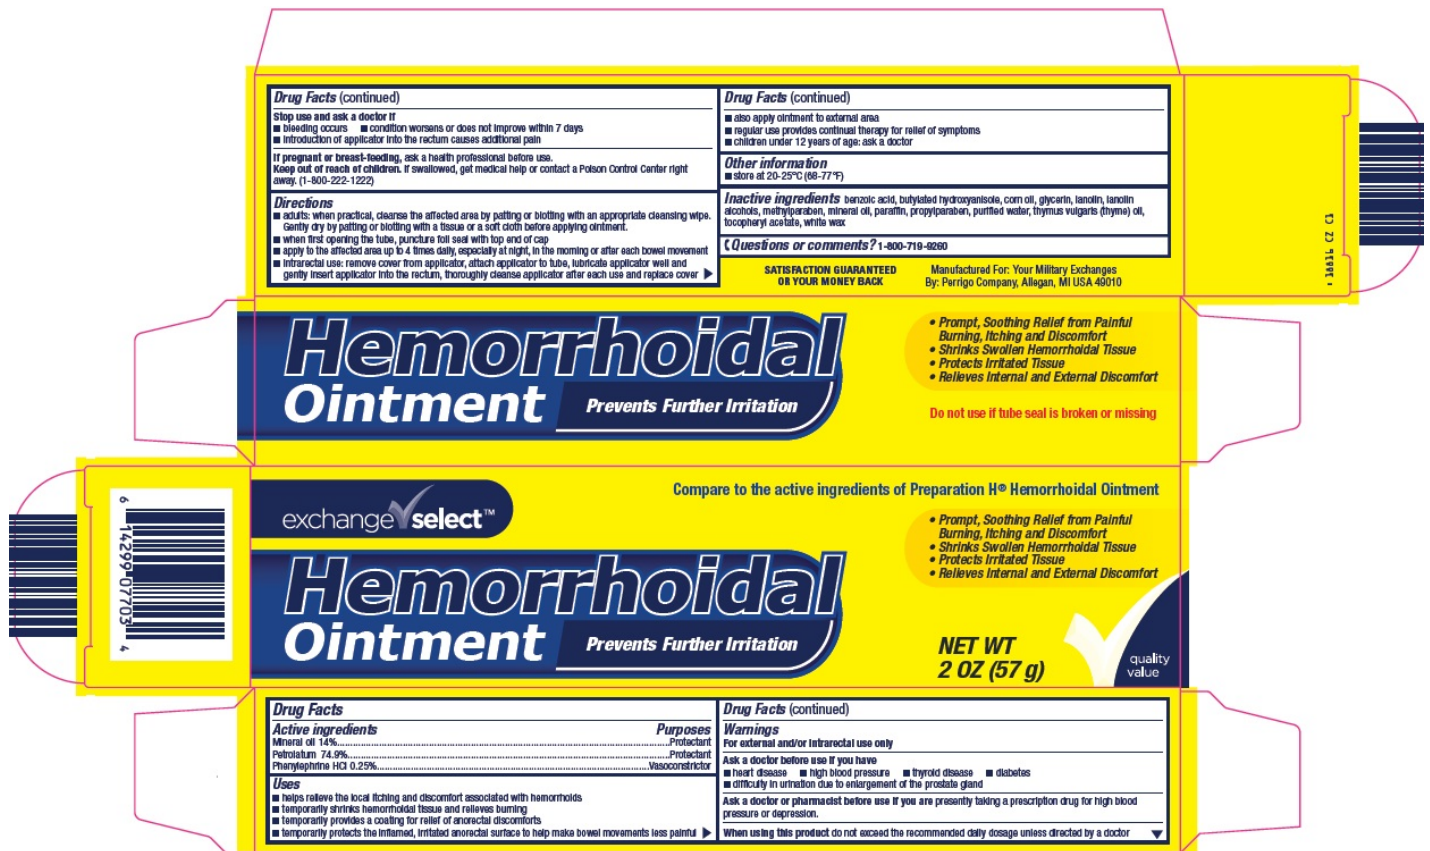 Drug Facts (continued)
Stop use and ask a doctor if
■ bleeding occurs ■ condition worsens or does not improve within 7 days
■ introduction of applicator into the rectum causes additional pain
If pregnant or breast-feeding, ask a health professional before use.
Keep out of reach of children. If swallowed, get medical help or contact a Poison Control Center right
away. (1-800-222-1222)
Directions
■ adults: when practical, cleanse the affected area by patting or blotting with an appropriate cleansing wipe.
Gently dry by patting or blotting with a tissue or a soft cloth before applying ointment.
■ when first opening the tube, puncture foil seal with top end of cap
■ apply to the affected area up to 4 times daily, especially at night, in the morning or after each bowel movement
■ intrarectal use: remove cover from applicator, attach applicator to tube, lubricate applicator well and
gently insert applicator into the rectum, thoroughly cleanse applicator after each use and replace cover ▶
Drug Facts (continued)
■ also apply ointment to external area
■ regular use provides continual therapy for relief of symptoms
■ children under 12 years of age: ask a doctor
Other information
■ store at 20-25°C (68-77°F)
Inactive ingredients benzoic acid, butylated hydroxyanisole, corn oil, glycerin, lanolin, lanolin
alcohols, methylparaben, mineral oil, paraffin, propylparaben, purified water, thymus vulgaris (thyme) oil,
tocopheryl acetate, white wax
Questions or comments? 1-800-719-9260
SATISFACTION GUARANTEED
OR YOUR MONEY BACK
Manufactured For: Your Military Exchanges
By: Perrigo Company, Allegan, MI USA 49010
CZ C1
Hemorrhoidal
Ointment
Prevents Further Irritation
• Prompt, Soothing Relief from Painful
Burning, Itching and Discomfort
• Shrinks Swollen Hemorrhoidal Tissue
• Protects Irritated Tissue
• Relieves Internal and External Discomfort
Do not use if tube seal is broken or missing
6 14299 07703 4
exchange select™
Compare to the active ingredients of Preparation H® Hemorrhoidal Ointment
Hemorrhoidal
Ointment
Prevents Further Irritation
• Prompt, Soothing Relief from Painful
Burning, Itching and Discomfort
• Shrinks Swollen Hemorrhoidal Tissue
• Protects Irritated Tissue
• Relieves Internal and External Discomfort
NET WT
2 OZ (57 g)
quality
value
Drug Facts
Active ingredients Purposes
Mineral oil 14%...Protectant
Petrolatum 74.9%...Protectant
Phenylephrine HCl 0.25%...Vasoconstrictor
Uses
■ helps relieve the local itching and discomfort associated with hemorrhoids
■ temporarily shrinks hemorrhoidal tissue and relieves burning
■ temporarily provides a coating for relief of anorectal discomforts
■ temporarily protects the inflamed, irritated anorectal surface to help make bowel movements less painful ▶
Drug Facts (continued)
Warnings
For external and/or intrarectal use only
Ask a doctor before use if you have
■ heart disease ■ high blood pressure ■ thyroid disease ■ diabetes
■ difficulty in urination due to enlargement of the prostate gland
Ask a doctor or pharmacist before use if you are presently taking a prescription drug for high blood
pressure or depression.
When using this product do not exceed the recommended daily dosage unless directed by a doctor ▼